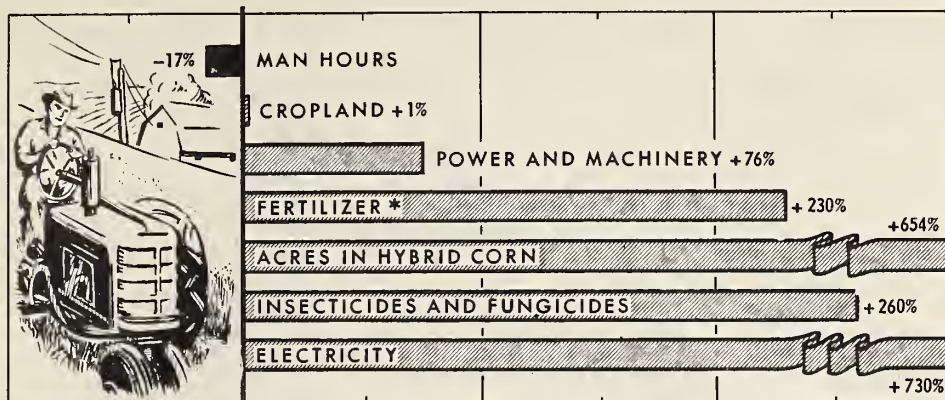 -17% MAN HOURS
CROPLAND +1%
POWER AND MACHINERY +76%
FERTILIZER * +230%
+654%
ACRES IN HYBRID CORN
INSECTICIDES AND FUNGICIDES +260%
ELECTRICITY
+730%